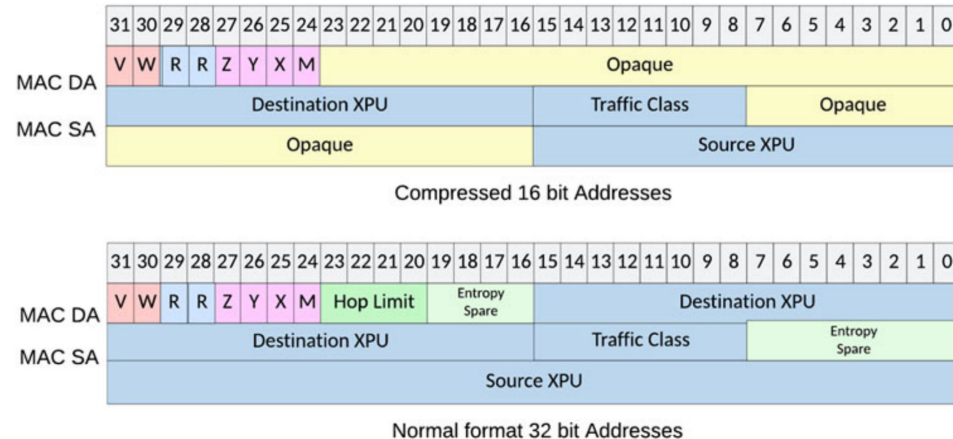 31 30 29 28 27 26 25 24 23 22 21 20 19 18 17 16 15 14 13 12 11 10 9 8 7 6 5 4 3 2 1 0
V W R R Z Y X M Opaque
MAC DA
Destination XPU Traffic Class Opaque
MAC SA
Opaque Source XPU
Compressed 16 bit Addresses
31 30 29 28 27 26 25 24 23 22 21 20 19 18 17 16 15 14 13 12 11 10 9 8 7 6 5 4 3 2 1 0
V W R R Z Y X M Hop Limit Entropy Spare Destination XPU
MAC DA
Destination XPU Traffic Class Entropy Spare
MAC SA
Source XPU
Normal format 32 bit Addresses